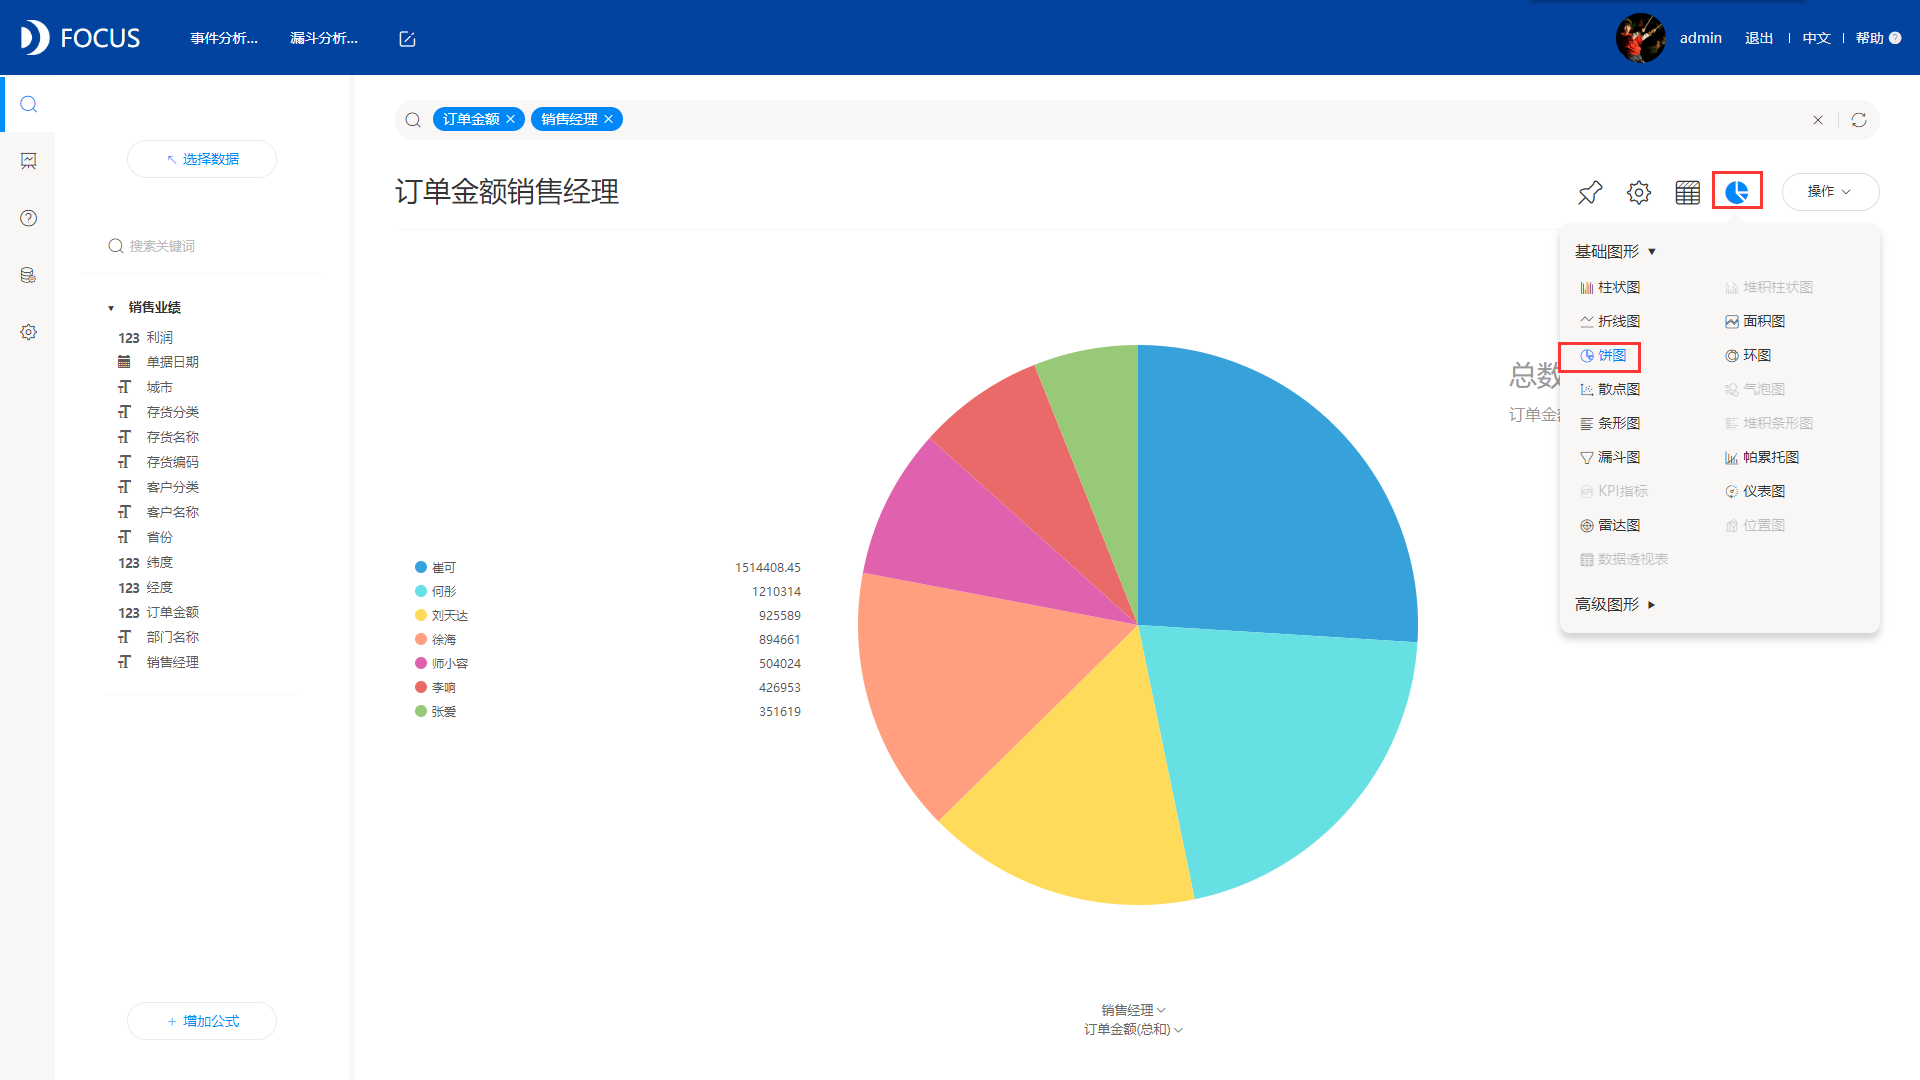 FOCUS
事件分析...
漏斗分析...
admin
退出
中文
帮助
选择数据
搜索关键词
销售业绩
123 利润
单据日期
城市
存货分类
存货名称
存货编码
客户分类
客户名称
省份
123 纬度
123 经度
123 订单金额
部门名称
销售经理
+ 增加公式
订单金额 ×
销售经理 ×
订单金额销售经理
操作
崔可 1514408.45
何彤 1210314
刘天达 925589
徐海 894661
师小容 504024
李响 426953
张爱 351619
总数
订单金额
销售经理
订单金额(总和)
基础图形
柱状图
堆积柱状图
折线图
面积图
饼图
环图
散点图
气泡图
条形图
堆积条形图
漏斗图
帕累托图
KPI指标
仪表图
雷达图
位置图
数据透视表
高级图形